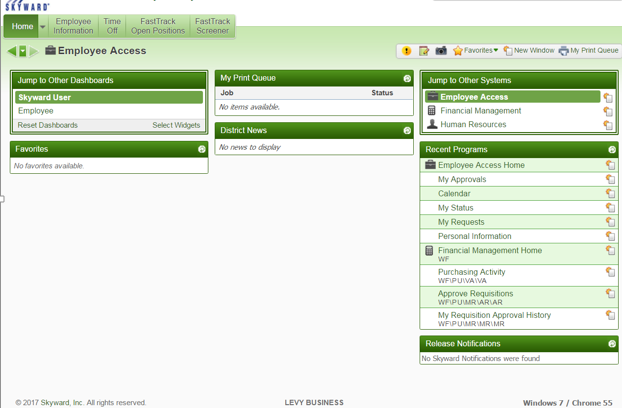 SKYWARD®
Home
Employee Information
Time Off
FastTrack Open Positions
FastTrack Screener
Employee Access
Favorites
New Window
My Print Queue
Jump to Other Dashboards
Skyward User
Employee
Reset Dashboards Select Widgets
Favorites
No favorites available.
My Print Queue
Job Status
No items available.
District News
No news to display
Jump to Other Systems
Employee Access
Financial Management
Human Resources
Recent Programs
Employee Access Home
My Approvals
Calendar
My Status
My Requests
Personal Information
Financial Management Home
WF
Purchasing Activity
WF\PU\VA\VA
Approve Requisitions
WF\PU\MR\AR\AR
My Requisition Approval History
WF\PU\MR\MR\MR
Release Notifications
No Skyward Notifications were found
© 2017 Skyward, Inc. All rights reserved. LEVY BUSINESS Windows 7 / Chrome 55